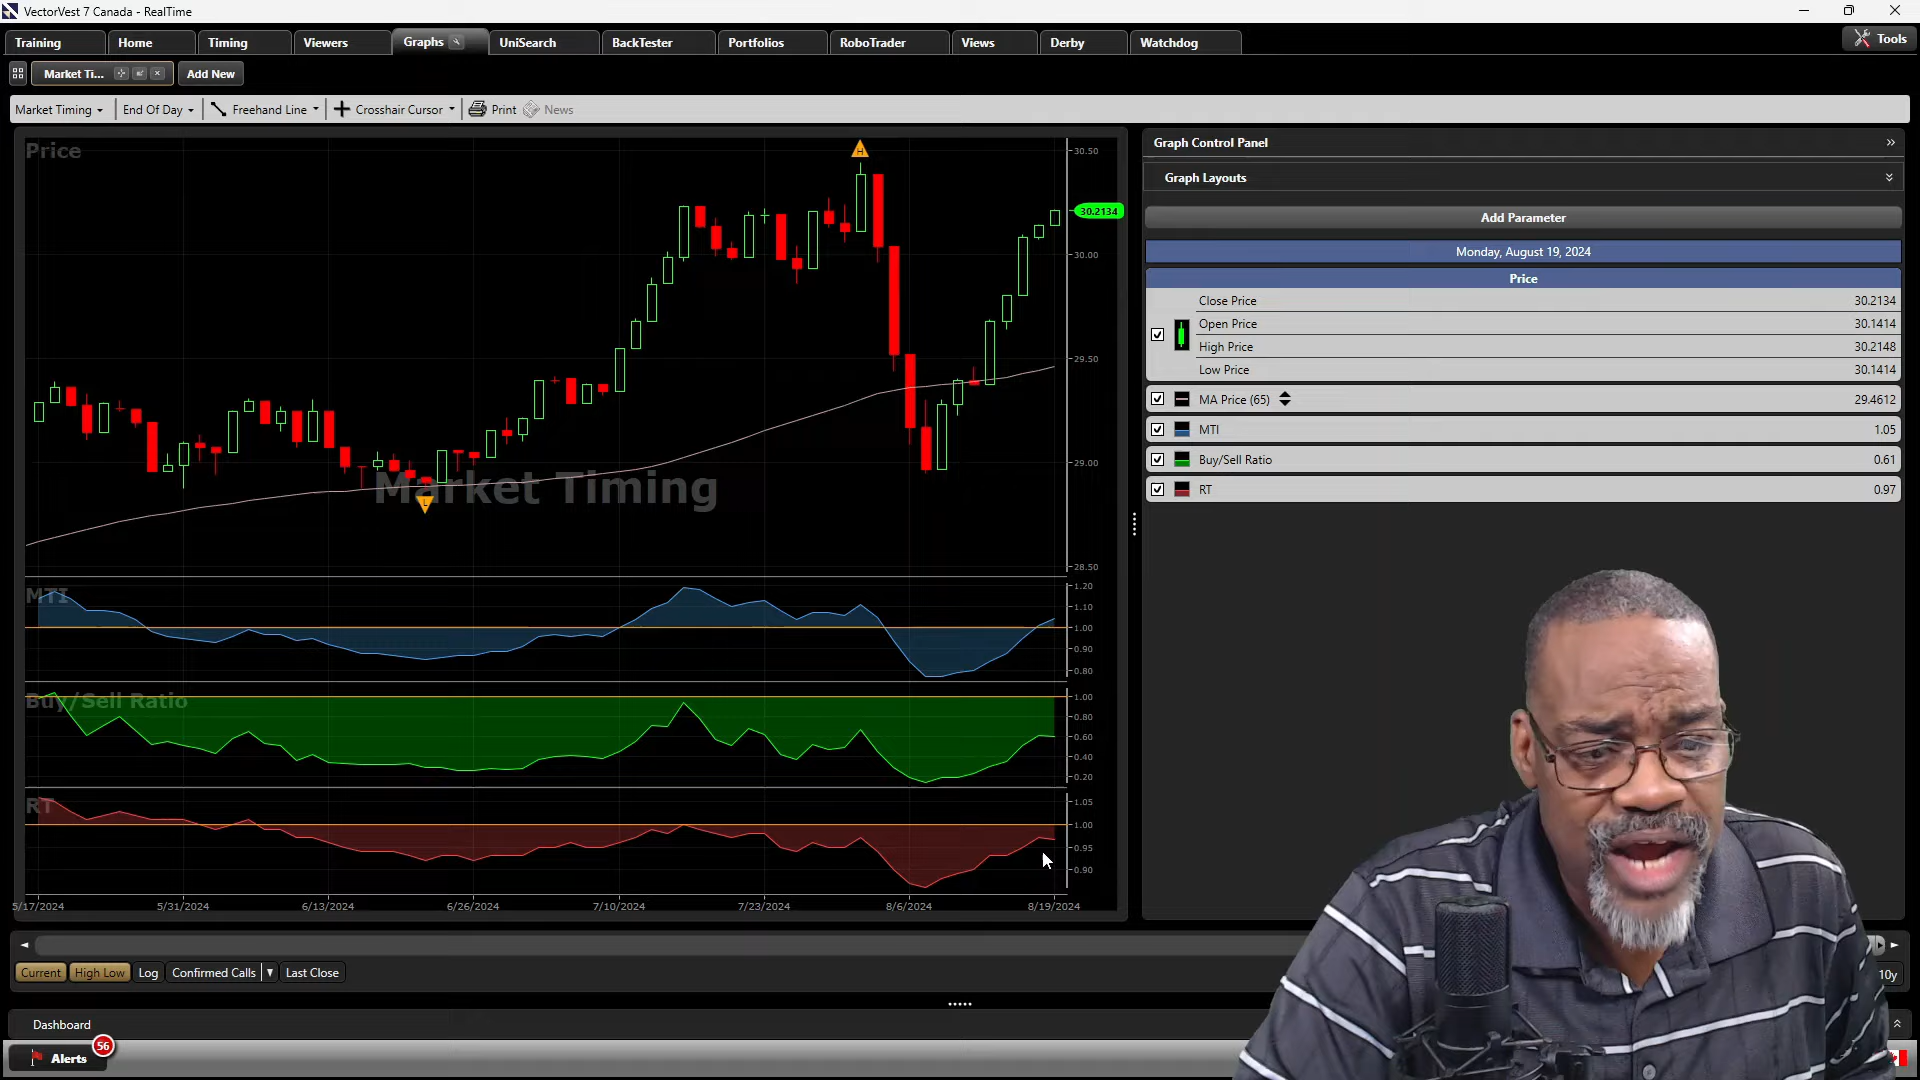 VectorVest 7 Canada - RealTime
Training
Home
Timing
Viewers
Graphs
UniSearch
BackTester
Portfolios
RoboTrader
Views
Derby
Watchdog
Tools
Market Ti...
Add New
Market Timing
End Of Day
Freehand Line
Crosshair Cursor
Print
News
Price
H
30.50
30.2134
30.00
29.50
29.00
28.50
L
Market Timing
MTI
1.20
1.10
1.00
0.90
0.80
Buy/Sell Ratio
1.00
0.80
0.60
0.40
0.20
RT
1.05
1.00
0.95
0.90
5/17/2024
5/31/2024
6/13/2024
6/26/2024
7/10/2024
7/23/2024
8/6/2024
8/19/2024
Graph Control Panel
Graph Layouts
Add Parameter
Monday, August 19, 2024
Price
Close Price 30.2134
Open Price 30.1414
High Price 30.2148
Low Price 30.1414
MA Price (65) 29.4612
MTI 1.05
Buy/Sell Ratio 0.61
RT 0.97
Current
High Low
Log
Confirmed Calls
Last Close
10y
Dashboard
Alerts
56